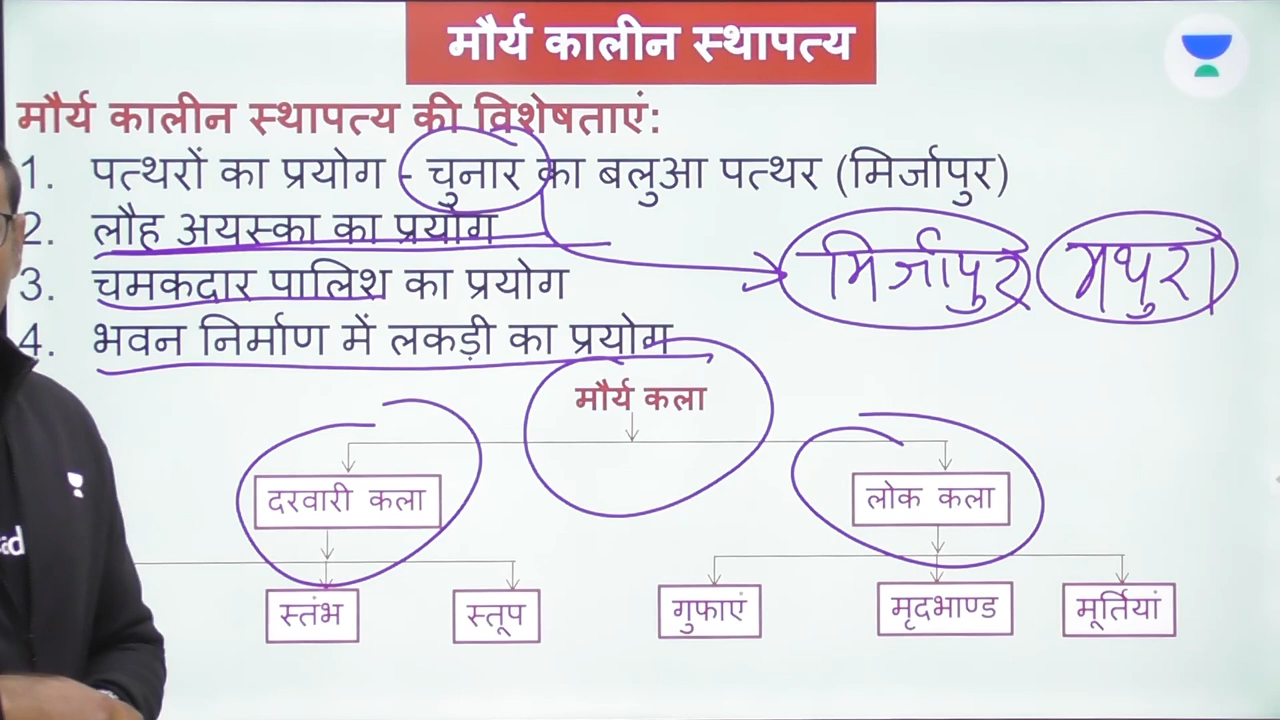 मौर्य कालीन स्थापत्य
मौर्य कालीन स्थापत्य की विशेषताएं:
1. पत्थरों का प्रयोग - चुनार का बलुआ पत्थर (मिर्जापुर)
2. लौह अयस्का का प्रयोग
3. चमकदार पालिश का प्रयोग
मिर्जापुर मथुरा
4. भवन निर्माण में लकड़ी का प्रयोग
मौर्य कला
दरवारी कला लोक कला
स्तंभ स्तूप गुफाएं मृदभाण्ड मूर्तियां